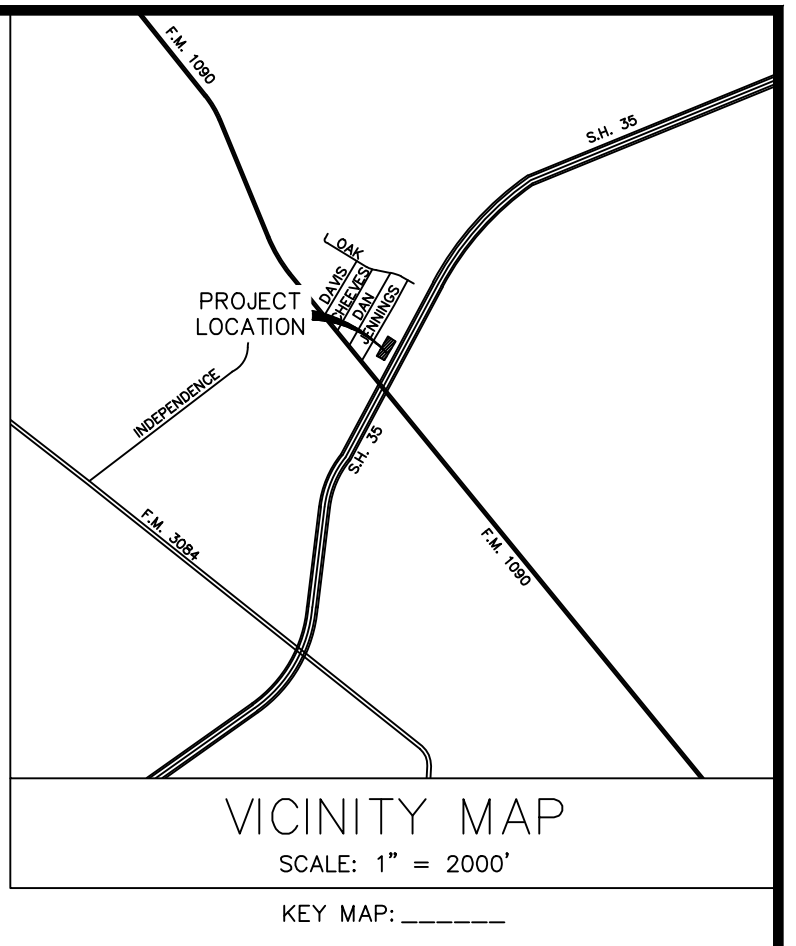 F.M. 1090
S.H. 35
OAK
DAVIS
CHEEVES
DAN
JENNINGS
PROJECT
LOCATION
INDEPENDENCE
S.H. 35
F.M. 3084
F.M. 1090
VICINITY MAP
SCALE: 1" = 2000'
KEY MAP: ______